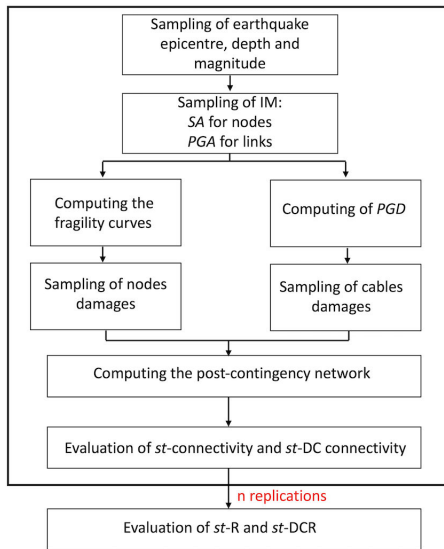 Sampling of earthquake
epicentre, depth and
magnitude
Sampling of IM:
SA for nodes
PGA for links
Computing the
fragility curves
Computing of PGD
Sampling of nodes
damages
Sampling of cables
damages
Computing the post-contingency network
Evaluation of st-connectivity and st-DC connectivity
n replications
Evaluation of st-R and st-DCR